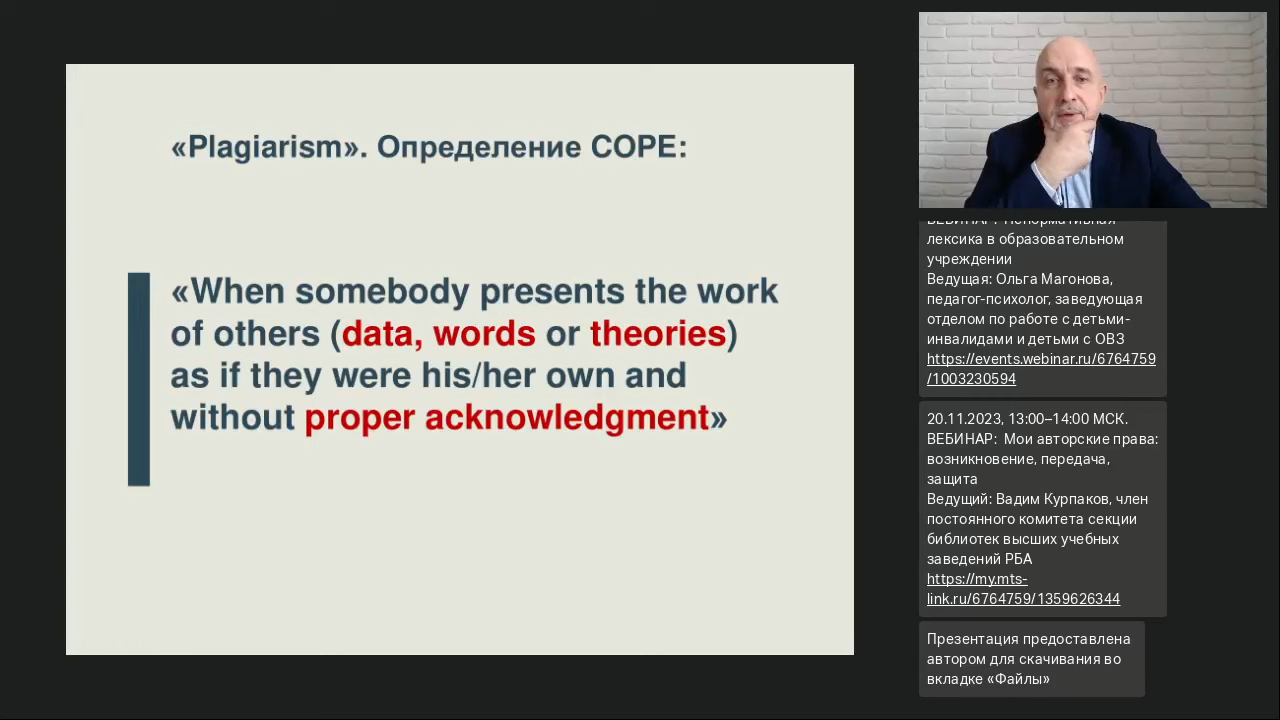 «Plagiarism». Определение COPE:
«When somebody presents the work
of others (data, words or theories)
as if they were his/her own and
without proper acknowledgment»
ВЕБИНАР: Ненормативная
лексика в образовательном
учреждении
Ведущая: Ольга Магонова,
педагог-психолог, заведующая
отделом по работе с детьми-
инвалидами и детьми с ОВЗ
https://events.webinar.ru/6764759
/1003230594
20.11.2023, 13:00–14:00 МСК.
ВЕБИНАР: Мои авторские права:
возникновение, передача,
защита
Ведущий: Вадим Курпаков, член
постоянного комитета секции
библиотек высших учебных
заведений РБА
https://my.mts-
link.ru/6764759/1359626344
Презентация предоставлена
автором для скачивания во
вкладке «Файлы»